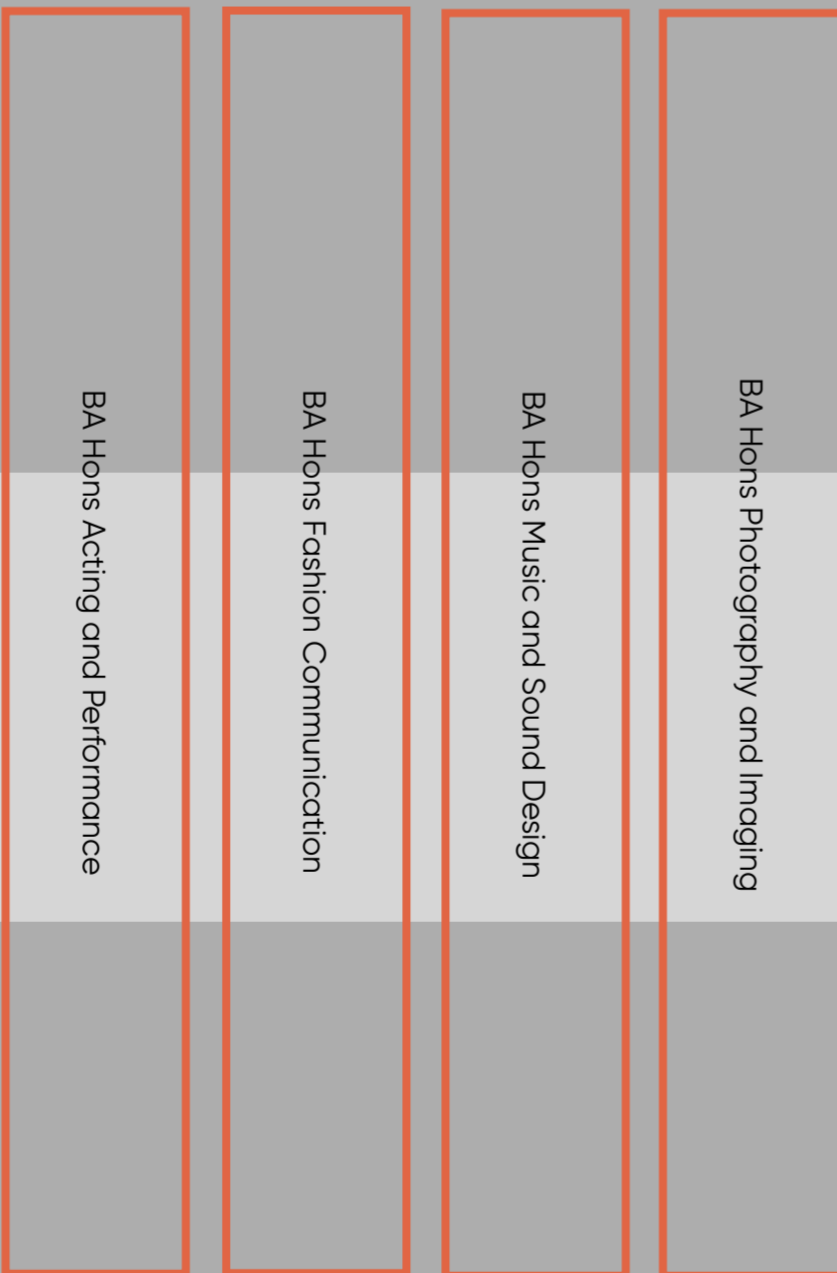 BA Hons Acting and Performance
BA Hons Fashion Communication
BA Hons Music and Sound Design
BA Hons Photography and Imaging